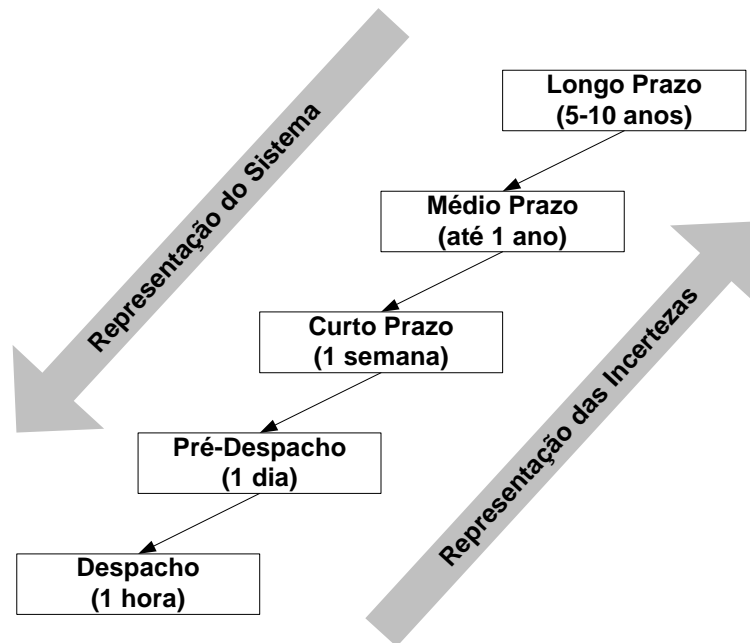 Longo Prazo
(5-10 anos)
Representação do Sistema
Médio Prazo
(até 1 ano)
Curto Prazo
(1 semana)
Representação das Incertezas
Pré-Despacho
(1 dia)
Despacho
(1 hora)